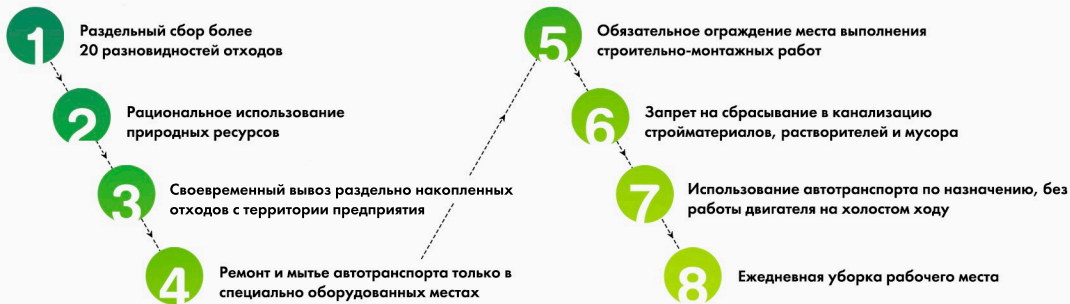 1
Раздельный сбор более
20 разновидностей отходов
2
Рациональное использование
природных ресурсов
3
Своевременный вывоз раздельно накопленных
отходов с территории предприятия
4
Ремонт и мытье автотранспорта только в
специально оборудованных местах
5
Обязательное ограждение места выполнения
строительно-монтажных работ
6
Запрет на сбрасывание в канализацию
стройматериалов, растворителей и мусора
7
Использование автотранспорта по назначению, без
работы двигателя на холостом ходу
8
Ежедневная уборка рабочего места